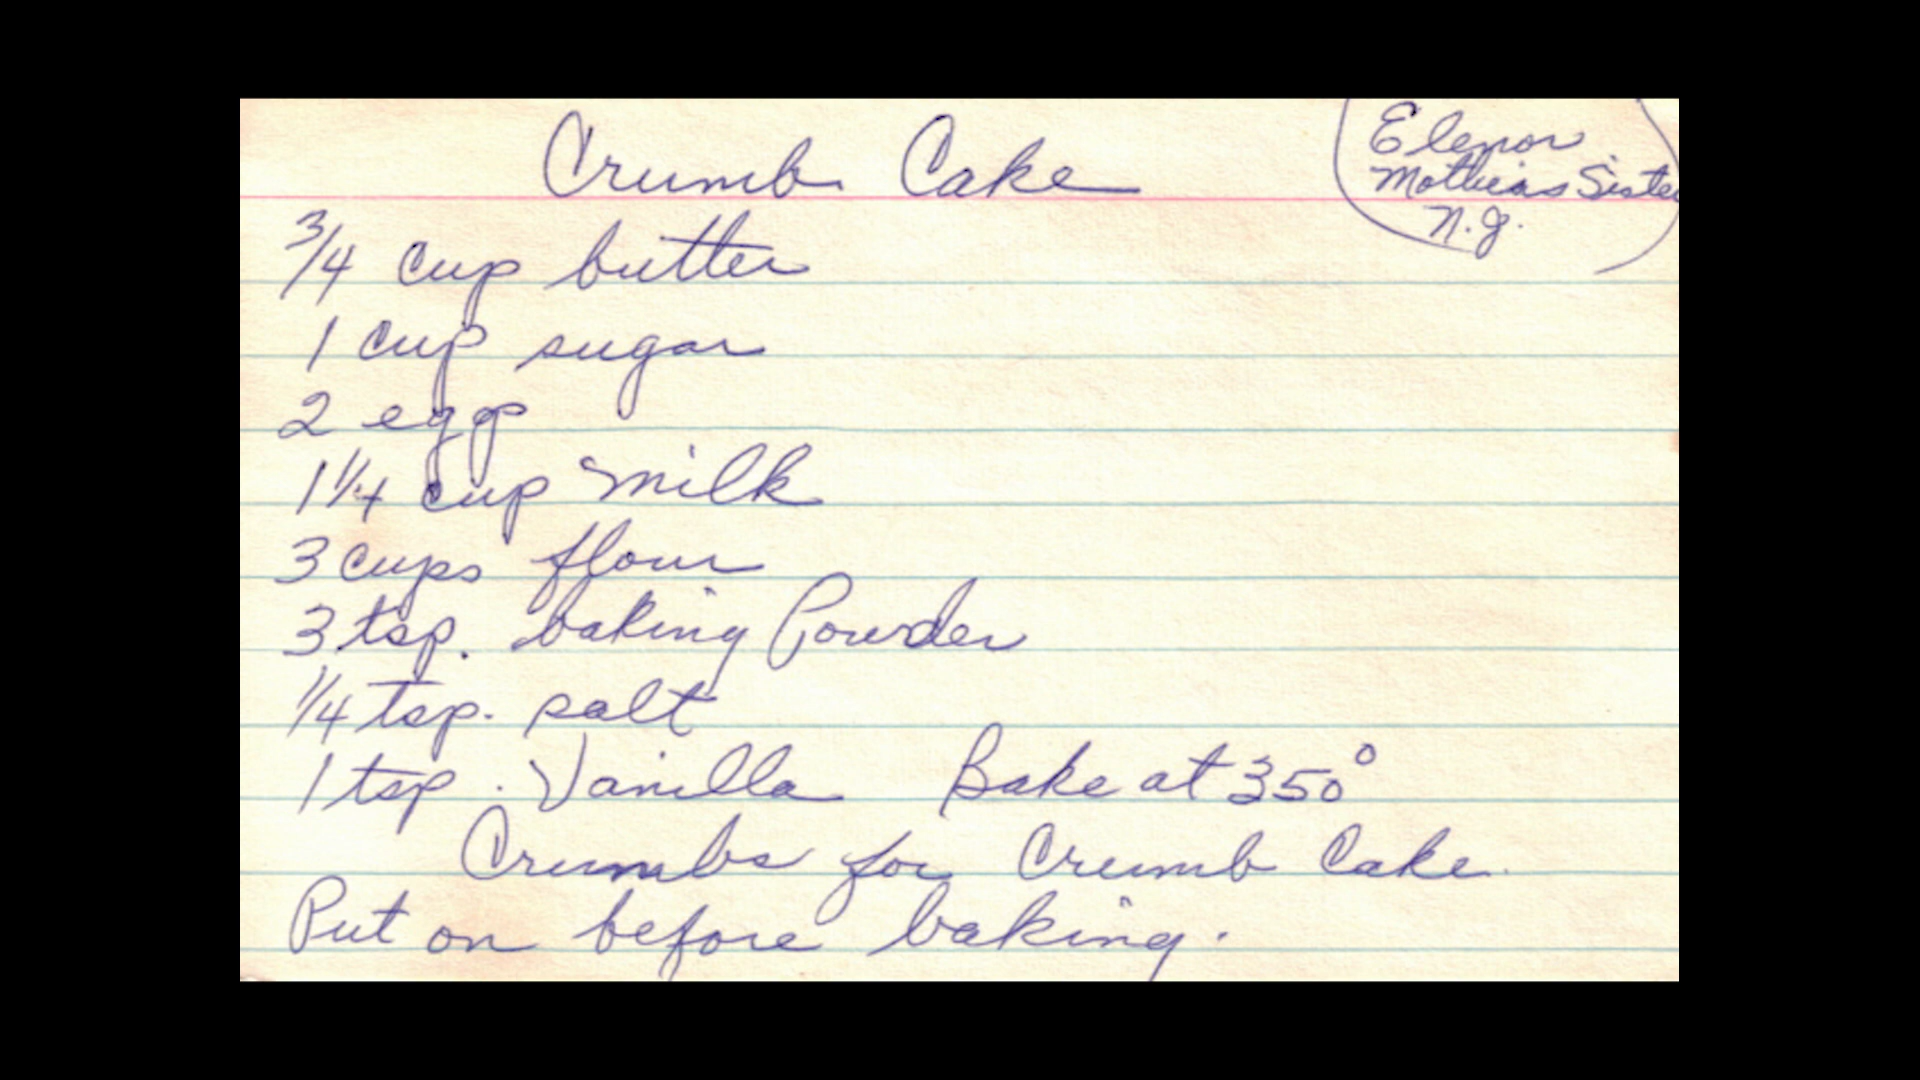 Crumb Cake
Elenor
Mathias Sister
N.J.
3/4 cup butter
1 cup sugar
2 eggs
1 1/4 cup milk
3 cups flour
3 tsp. baking Powder
1/4 tsp. salt
1 tsp. Vanilla Bake at 350°
Crumbs for Crumb Cake.
Put on before baking.